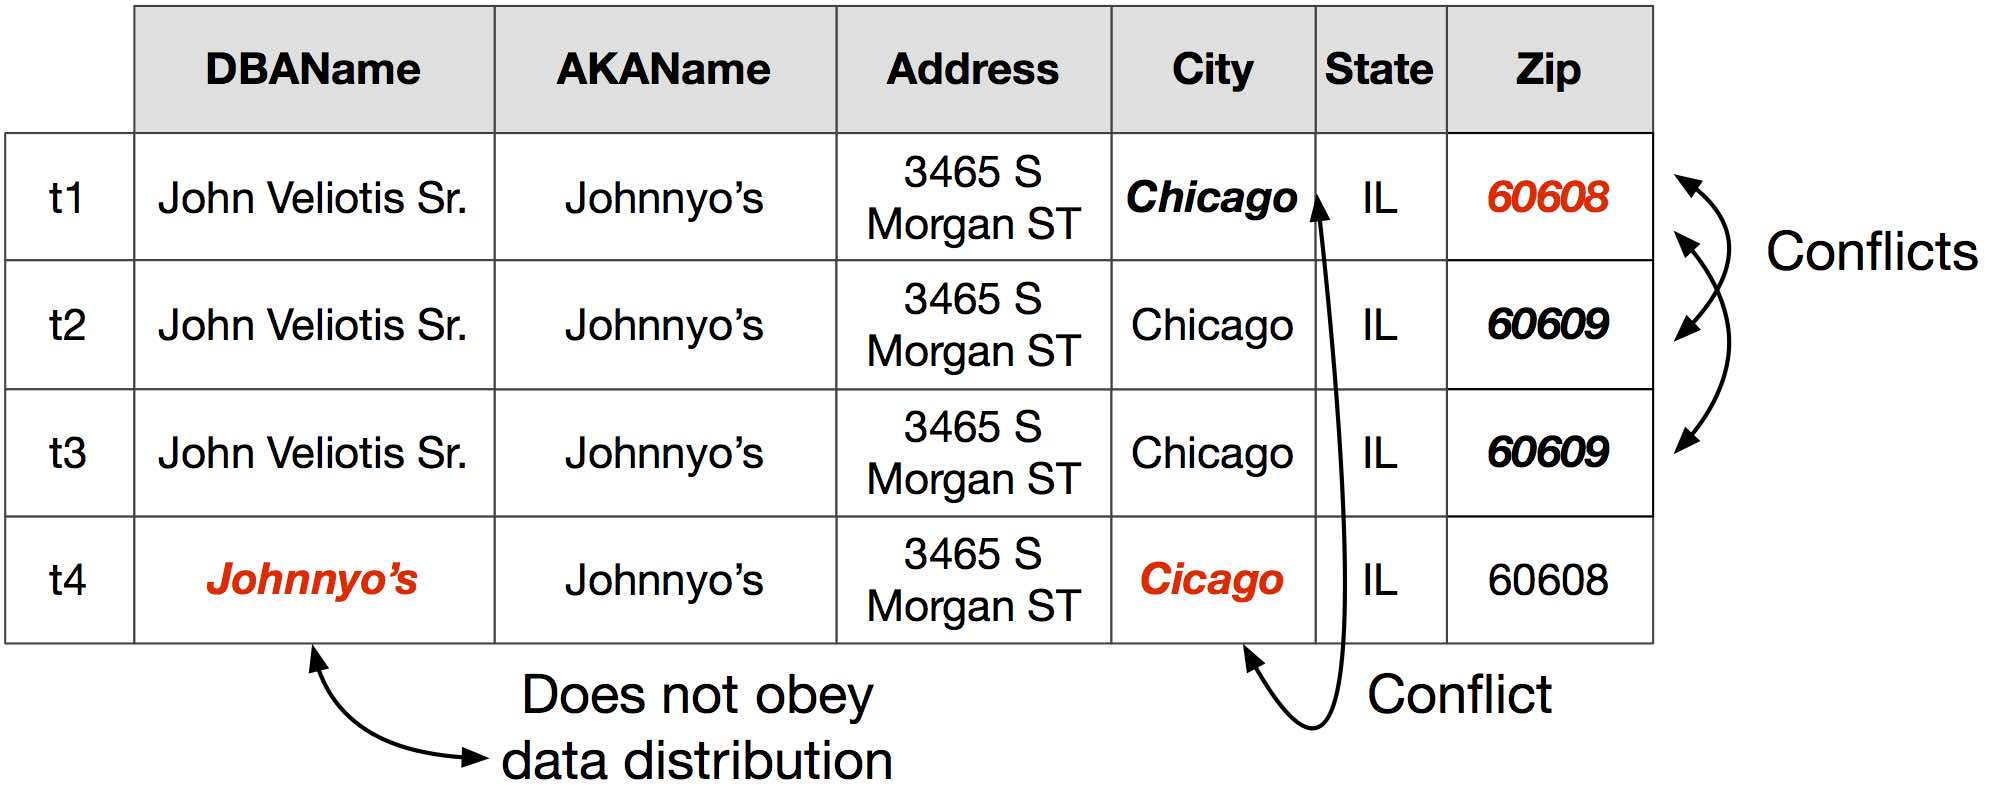 DBAName AKAName Address City State Zip
t1 John Veliotis Sr. Johnnyo’s 3465 S Morgan ST Chicago IL 60608
Conflicts
t2 John Veliotis Sr. Johnnyo’s 3465 S Morgan ST Chicago IL 60609
t3 John Veliotis Sr. Johnnyo’s 3465 S Morgan ST Chicago IL 60609
t4 Johnnyo’s Johnnyo’s 3465 S Morgan ST Cicago IL 60608
Does not obey
data distribution
Conflict